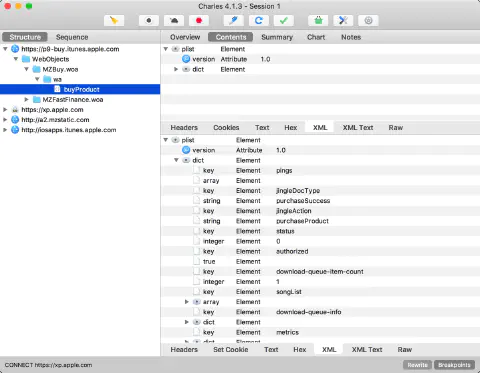 Charles 4.1.3 - Session 1
Structure Sequence
Overview Contents Summary Chart Notes
https://p9-buy.itunes.apple.com
WebObjects
MZBuy.woa
wa
buyProduct
MZFastFinance.woa
https://xp.apple.com
http://a2.mzstatic.com
http://iosapps.itunes.apple.com
plist Element
version Attribute 1.0
dict Element
Headers Cookies Text Hex XML XML Text Raw
plist Element
version Attribute 1.0
dict Element
key Element pings
array Element
key Element jingleDocType
string Element purchaseSuccess
key Element jingleAction
string Element purchaseProduct
key Element status
integer Element 0
key Element authorized
true Element
key Element download-queue-item-count
integer Element 1
key Element songList
array Element
key Element download-queue-info
dict Element
key Element metrics
dict Element
Headers Set Cookie Text Hex XML XML Text Raw
CONNECT https://xp.apple.com
Rewrite Breakpoints